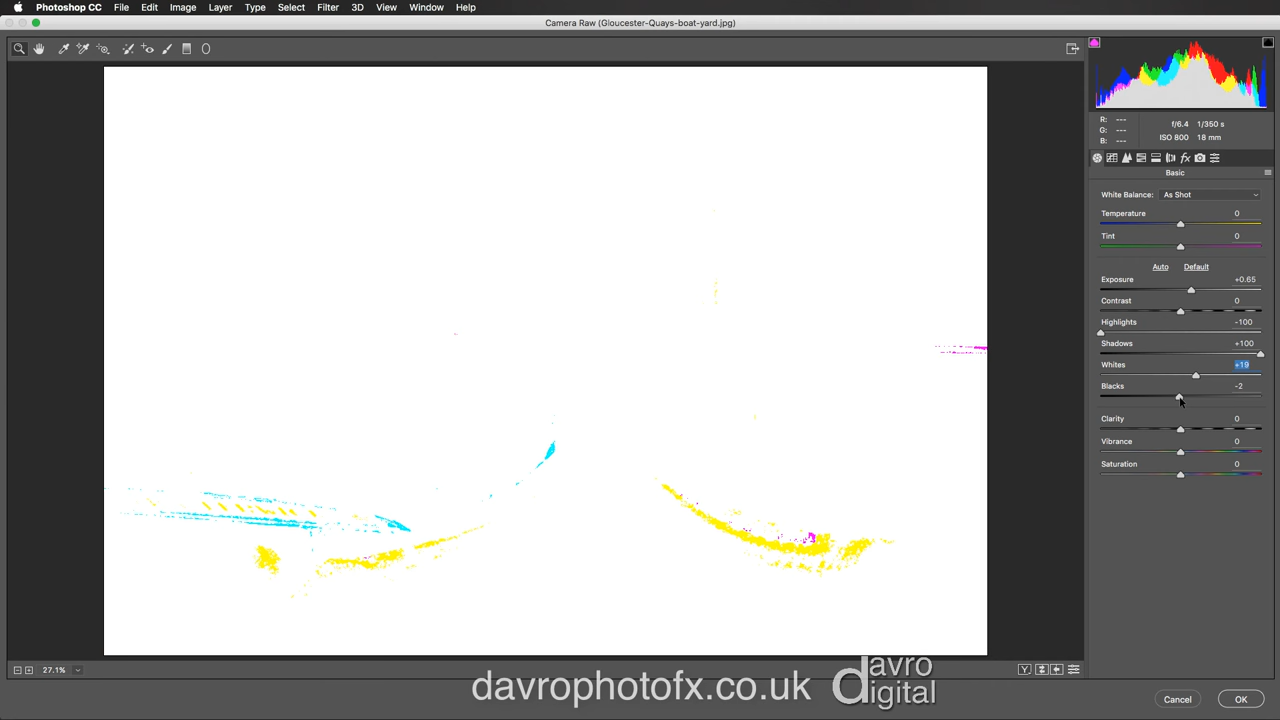 Photoshop CC File Edit Image Layer Type Select Filter 3D View Window Help
Camera Raw (Gloucester-Quays-boat-yard.jpg)
R: ---
G: ---
B: ---
f/6.4 1/350 s
ISO 800 18 mm
fx
Basic
White Balance: As Shot
Temperature 0
Tint 0
Auto Default
Exposure +0.65
Contrast 0
Highlights -100
Shadows +100
Whites +19
Blacks -2
Clarity 0
Vibrance 0
Saturation 0
27.1%
Y
davrophotofx.co.uk
davro
digital
Cancel OK